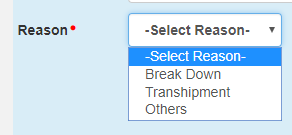 Reason• -Select Reason- ▼
-Select Reason-
Break Down
Transhipment
Others